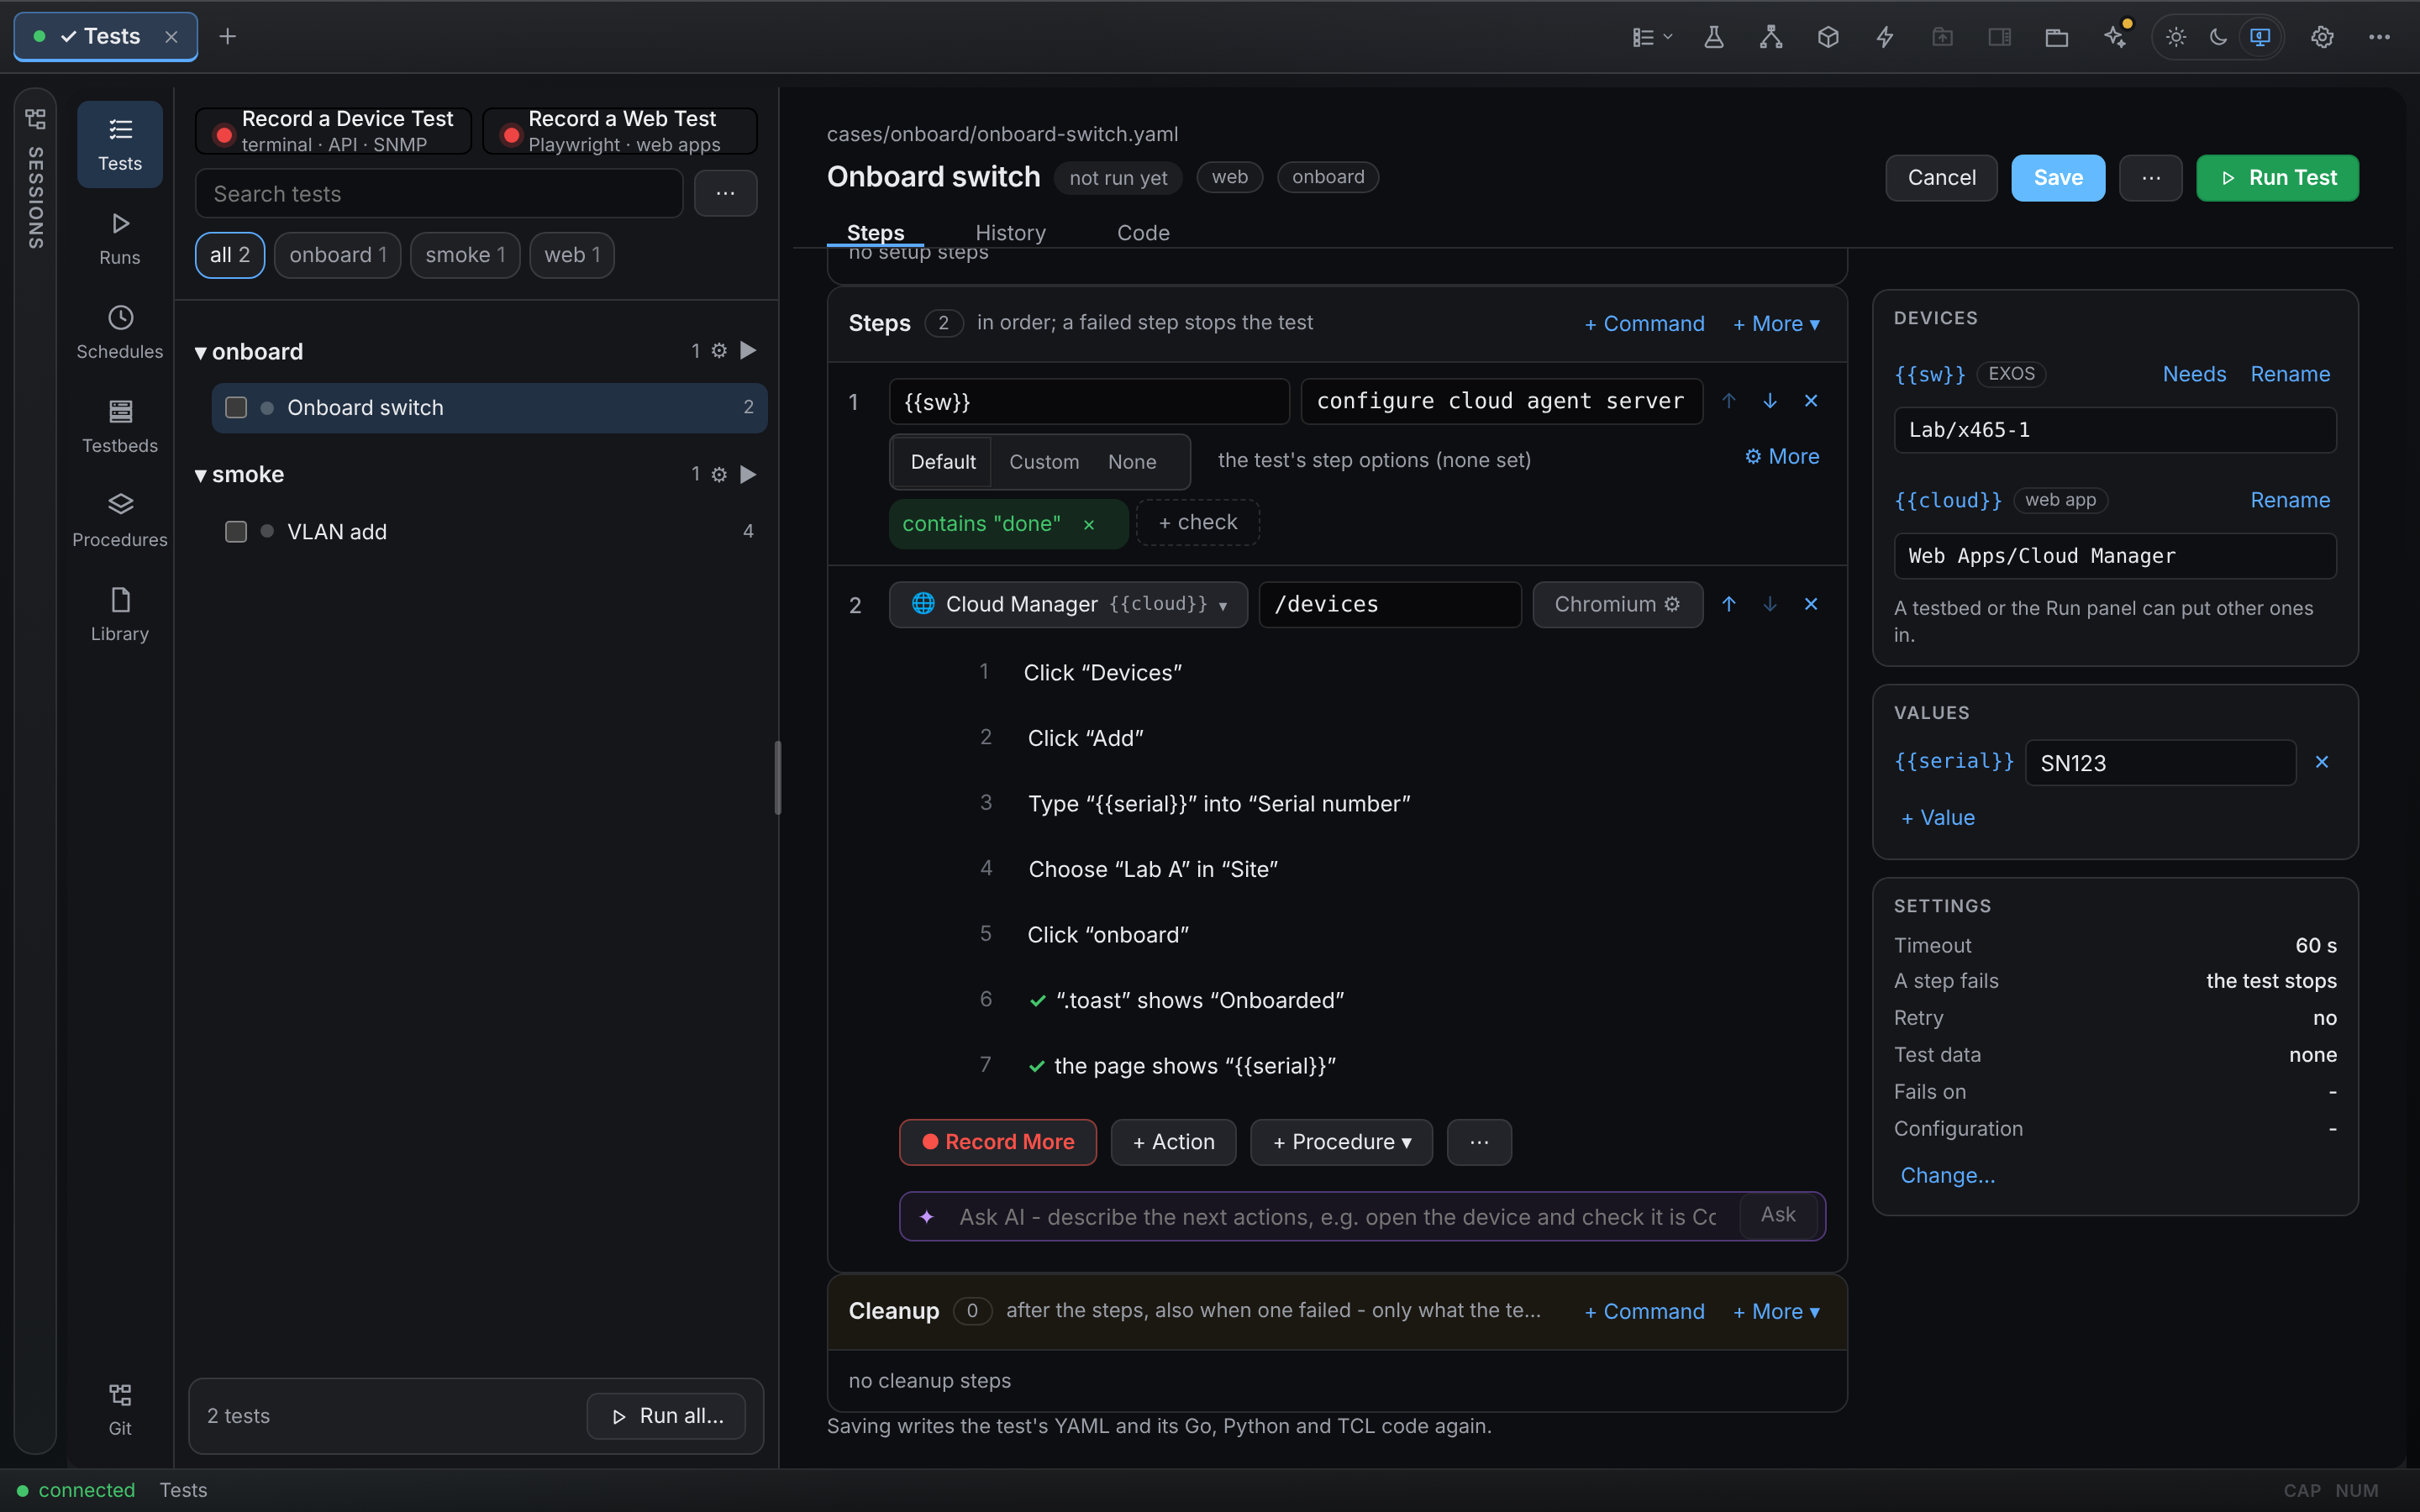 ✓ Tests × +
SESSIONS
Tests
Runs
Schedules
Testbeds
Procedures
Library
Git
Record a Device Test
terminal · API · SNMP
Record a Web Test
Playwright · web apps
Search tests
...
all 2
onboard 1
smoke 1
web 1
▾ onboard 1
Onboard switch 2
▾ smoke 1
VLAN add 4
2 tests
Run all...
cases/onboard/onboard-switch.yaml
Onboard switch not run yet web onboard
Cancel Save ... Run Test
Steps History Code
no setup steps
Steps 2 in order; a failed step stops the test + Command + More ▾
1 {{sw}} configure cloud agent server ↑ ↓ ×
Default Custom None the test's step options (none set) ⚙ More
contains "done" × + check
2 Cloud Manager {{cloud}} ▾ /devices Chromium ⚙ ↑ ↓ ×
1 Click “Devices”
2 Click “Add”
3 Type “{{serial}}” into “Serial number”
4 Choose “Lab A” in “Site”
5 Click “onboard”
6 ✓ “.toast” shows “Onboarded”
7 ✓ the page shows “{{serial}}”
Record More + Action + Procedure ▾ ...
Ask AI - describe the next actions, e.g. open the device and check it is Cc Ask
Cleanup 0 after the steps, also when one failed - only what the te... + Command + More ▾
no cleanup steps
Saving writes the test's YAML and its Go, Python and TCL code again.
DEVICES
{{sw}} EXOS Needs Rename
Lab/x465-1
{{cloud}} web app Rename
Web Apps/Cloud Manager
A testbed or the Run panel can put other ones
in.
VALUES
{{serial}} SN123 ×
+ Value
SETTINGS
Timeout 60 s
A step fails the test stops
Retry no
Test data none
Fails on -
Configuration -
Change...
connected Tests
CAP NUM